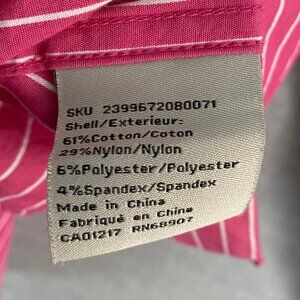 SKU 2399672080071
Shell/Exterieur:
61%Cotton/Coton
29%Nylon/Nylon
6%Polyester/Polyester
4%Spandex/Spandex
Made in China
Fabriqué en China
CA01217 RN68907